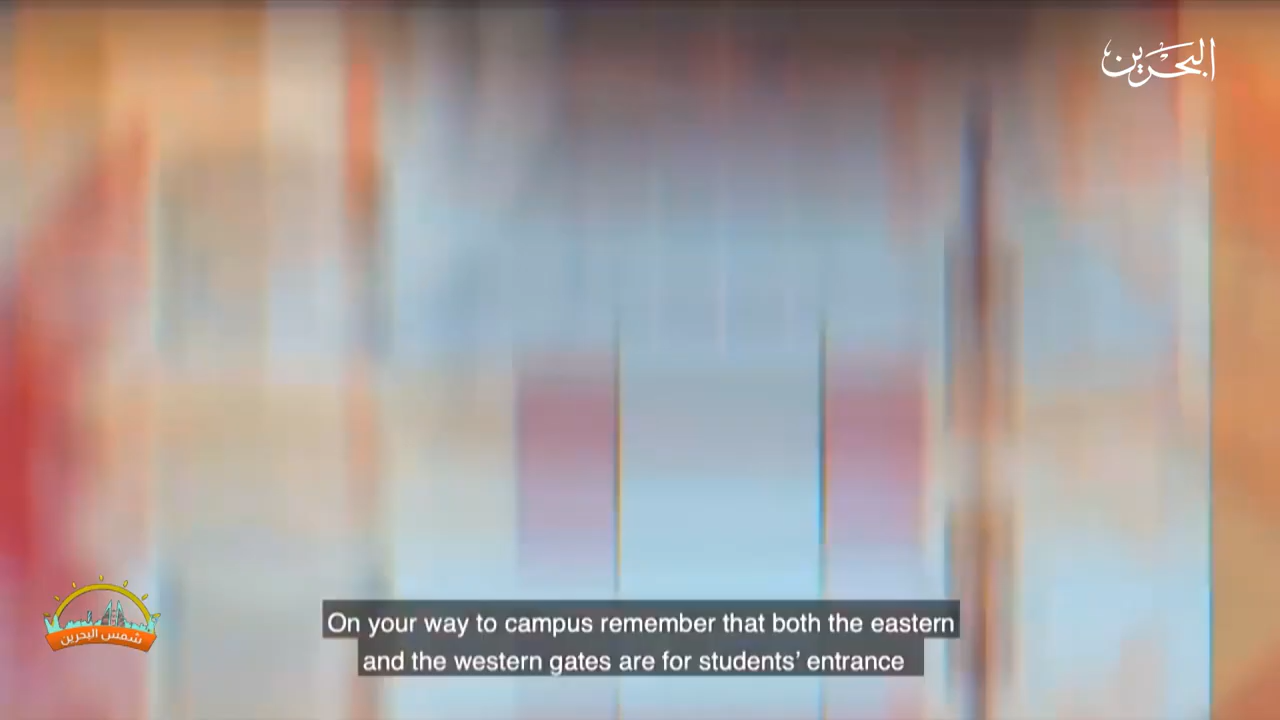 البحرين
شمس البحرين
On your way to campus remember that both the eastern
and the western gates are for students’ entrance